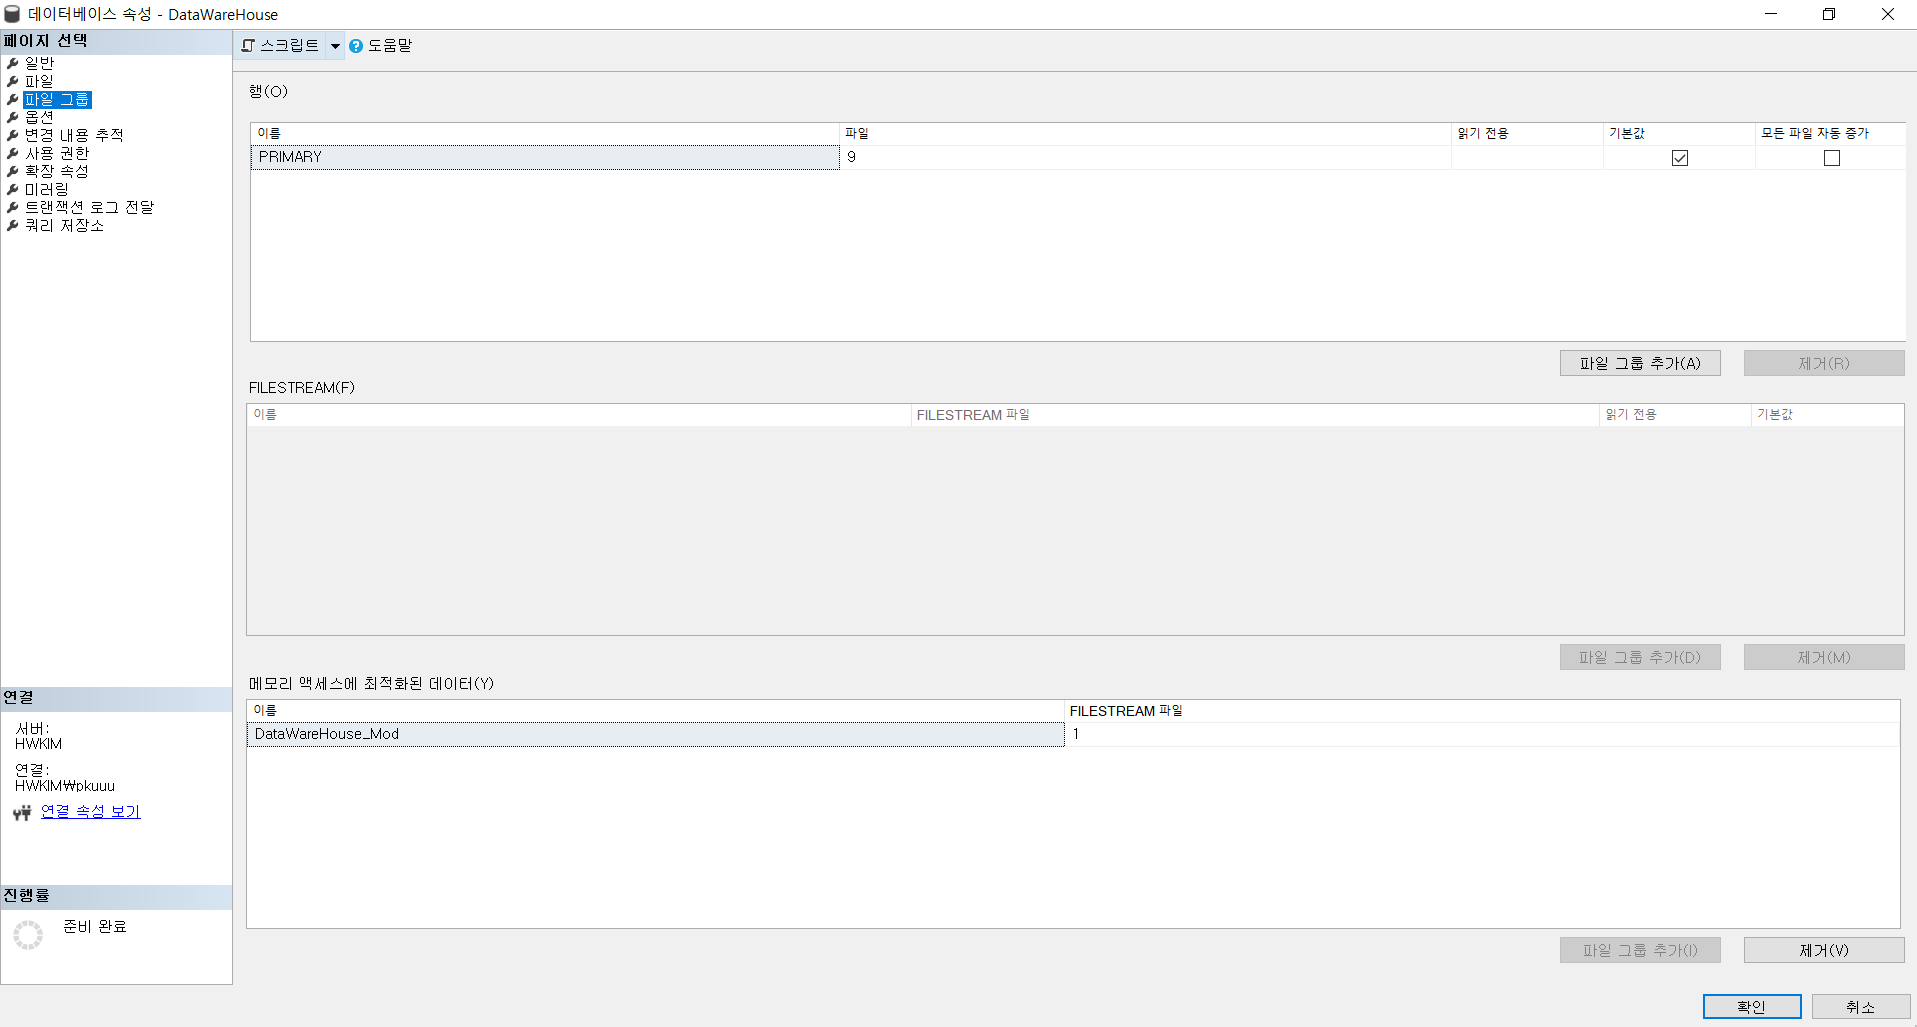 데이터베이스 속성 - DataWareHouse
페이지 선택
일반
파일
파일 그룹
옵션
변경 내용 추적
사용 권한
확장 속성
미러링
트랜잭션 로그 전달
쿼리 저장소
스크립트 도움말
행(O)
이름 파일 읽기 전용 기본값 모든 파일 자동 증가
PRIMARY 9
파일 그룹 추가(A) 제거(R)
FILESTREAM(F)
이름 FILESTREAM 파일 읽기 전용 기본값
파일 그룹 추가(D) 제거(M)
메모리 액세스에 최적화된 데이터(Y)
이름 FILESTREAM 파일
DataWareHouse_Mod 1
파일 그룹 추가(I) 제거(V)
연결
서버:
HWKIM
연결:
HWKIM₩pkuuu
연결 속성 보기
진행률
준비 완료
확인 취소